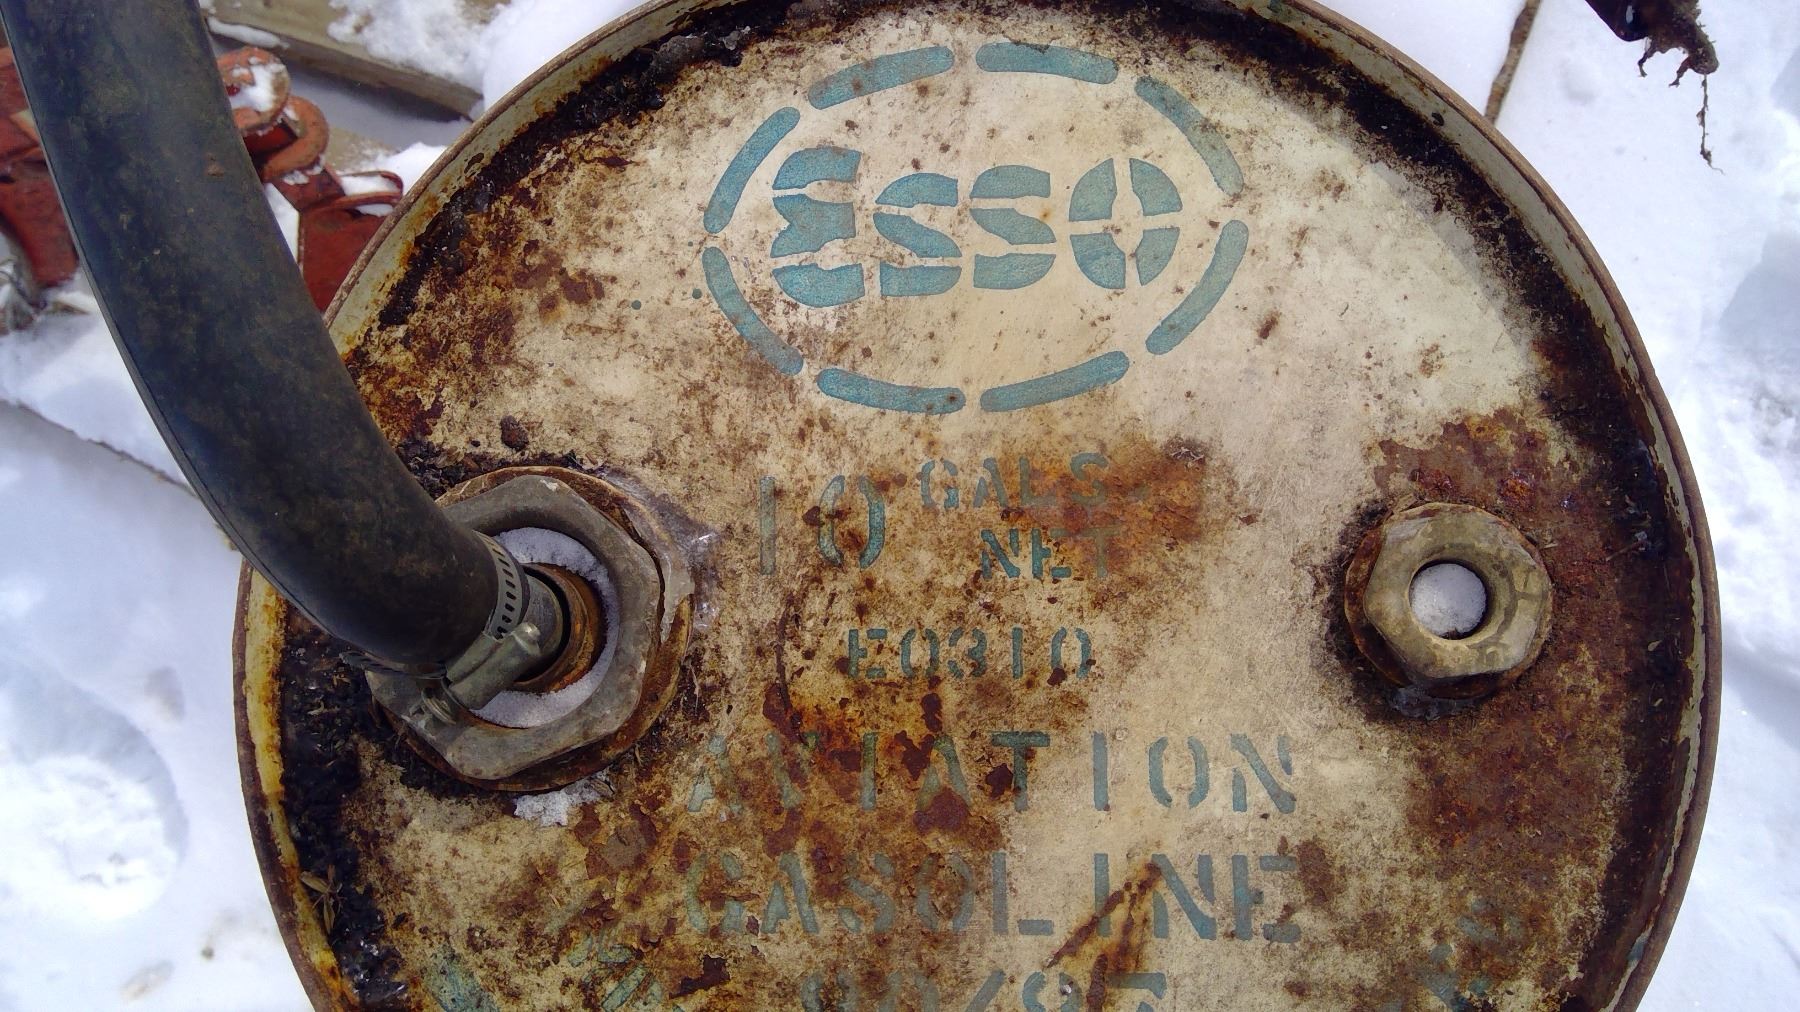 ESSO
10 GALS
NET
E0310
AVIATION
GASOLINE